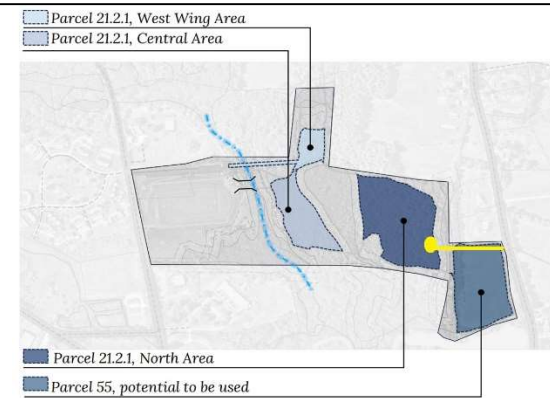 Parcel 21.2.1, West Wing Area
Parcel 21.2.1, Central Area
Parcel 21.2.1, North Area
Parcel 55, potential to be used